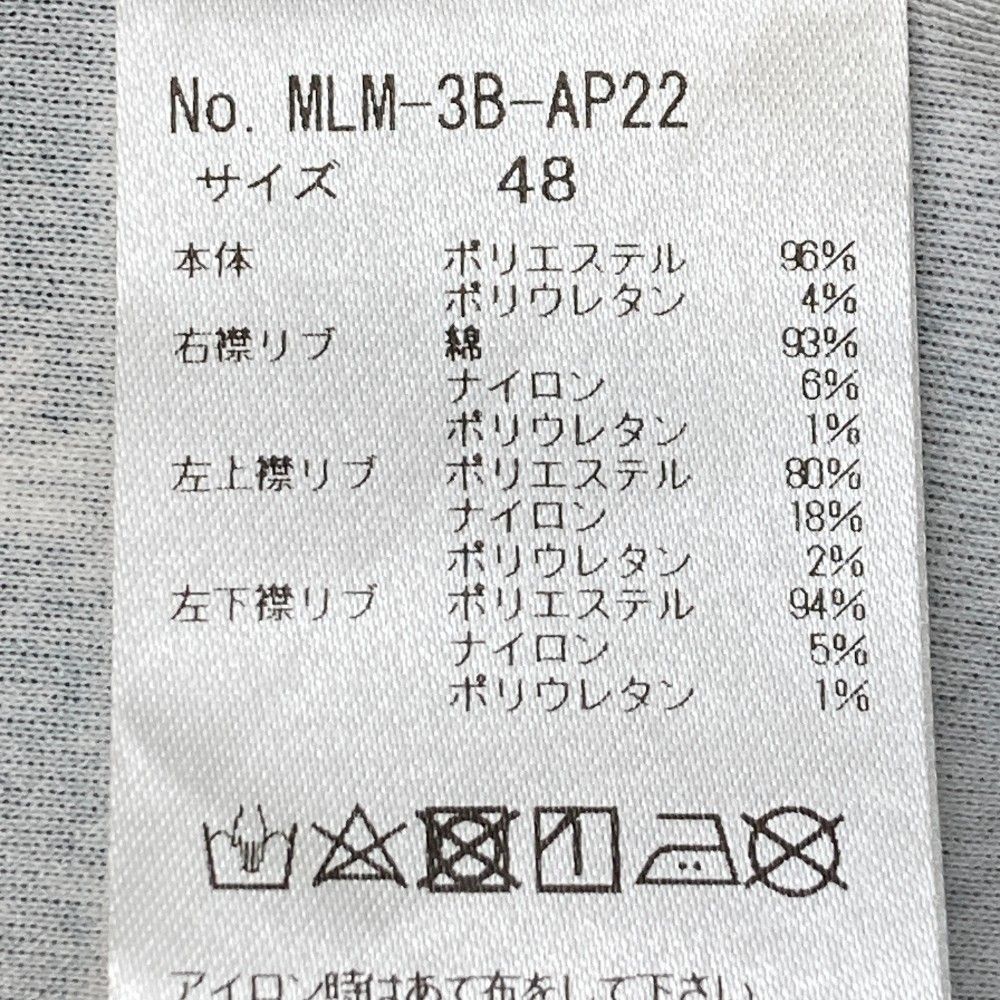 No. MLM-3B-AP22
サイズ 48
本体 ポリエステル 96%
ポリウレタン 4%
右襟リブ 綿 93%
ナイロン 6%
ポリウレタン 1%
左上襟リブ ポリエステル 80%
ナイロン 18%
ポリウレタン 2%
左下襟リブ ポリエステル 94%
ナイロン 5%
ポリウレタン 1%
アイロン時はあて布をして下さい